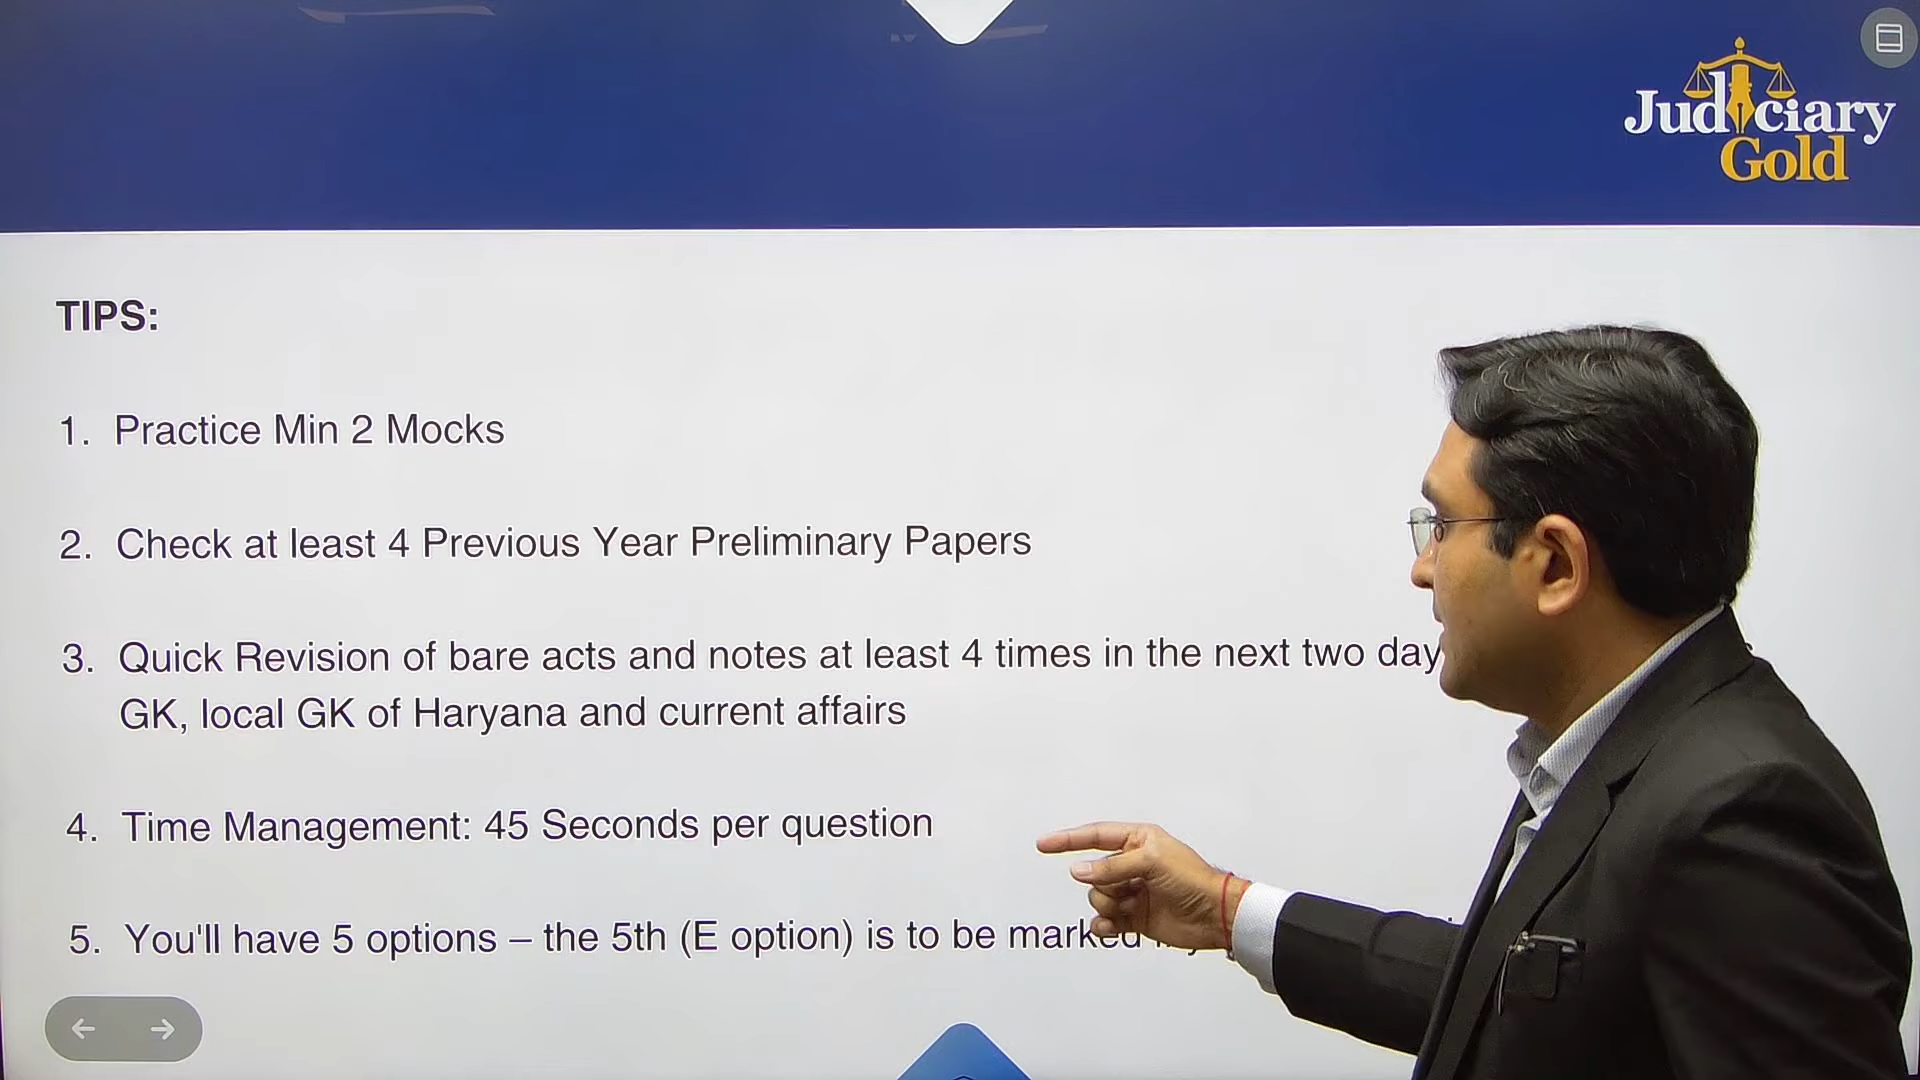 Judiciary
Gold
TIPS:
1. Practice Min 2 Mocks
2. Check at least 4 Previous Year Preliminary Papers
3. Quick Revision of bare acts and notes at least 4 times in the next two
GK, local GK of Haryana and current affairs
4. Time Management: 45 Seconds per question
5. You'll have 5 options – the 5th (E option) is to be marked